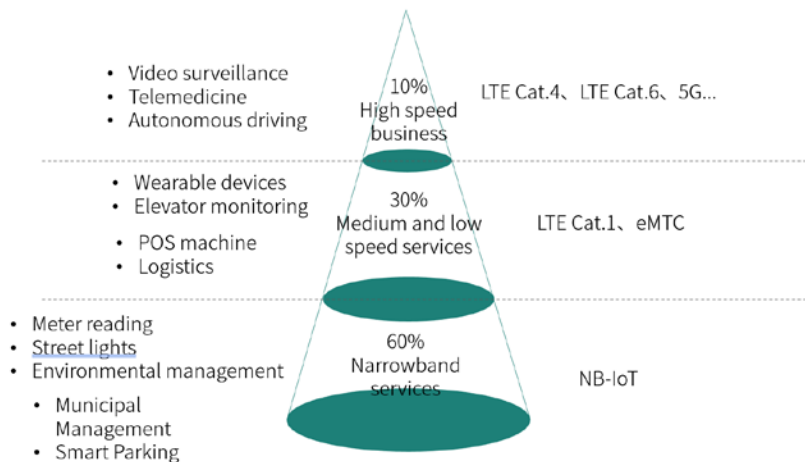 • Video surveillance
• Telemedicine
• Autonomous driving
10%
High speed
business
LTE Cat.4、LTE Cat.6、5G...
• Wearable devices
• Elevator monitoring
• POS machine
• Logistics
30%
Medium and low
speed services
LTE Cat.1、eMTC
• Meter reading
• Street lights
• Environmental management
• Municipal
Management
• Smart Parking
60%
Narrowband
services
NB-IoT